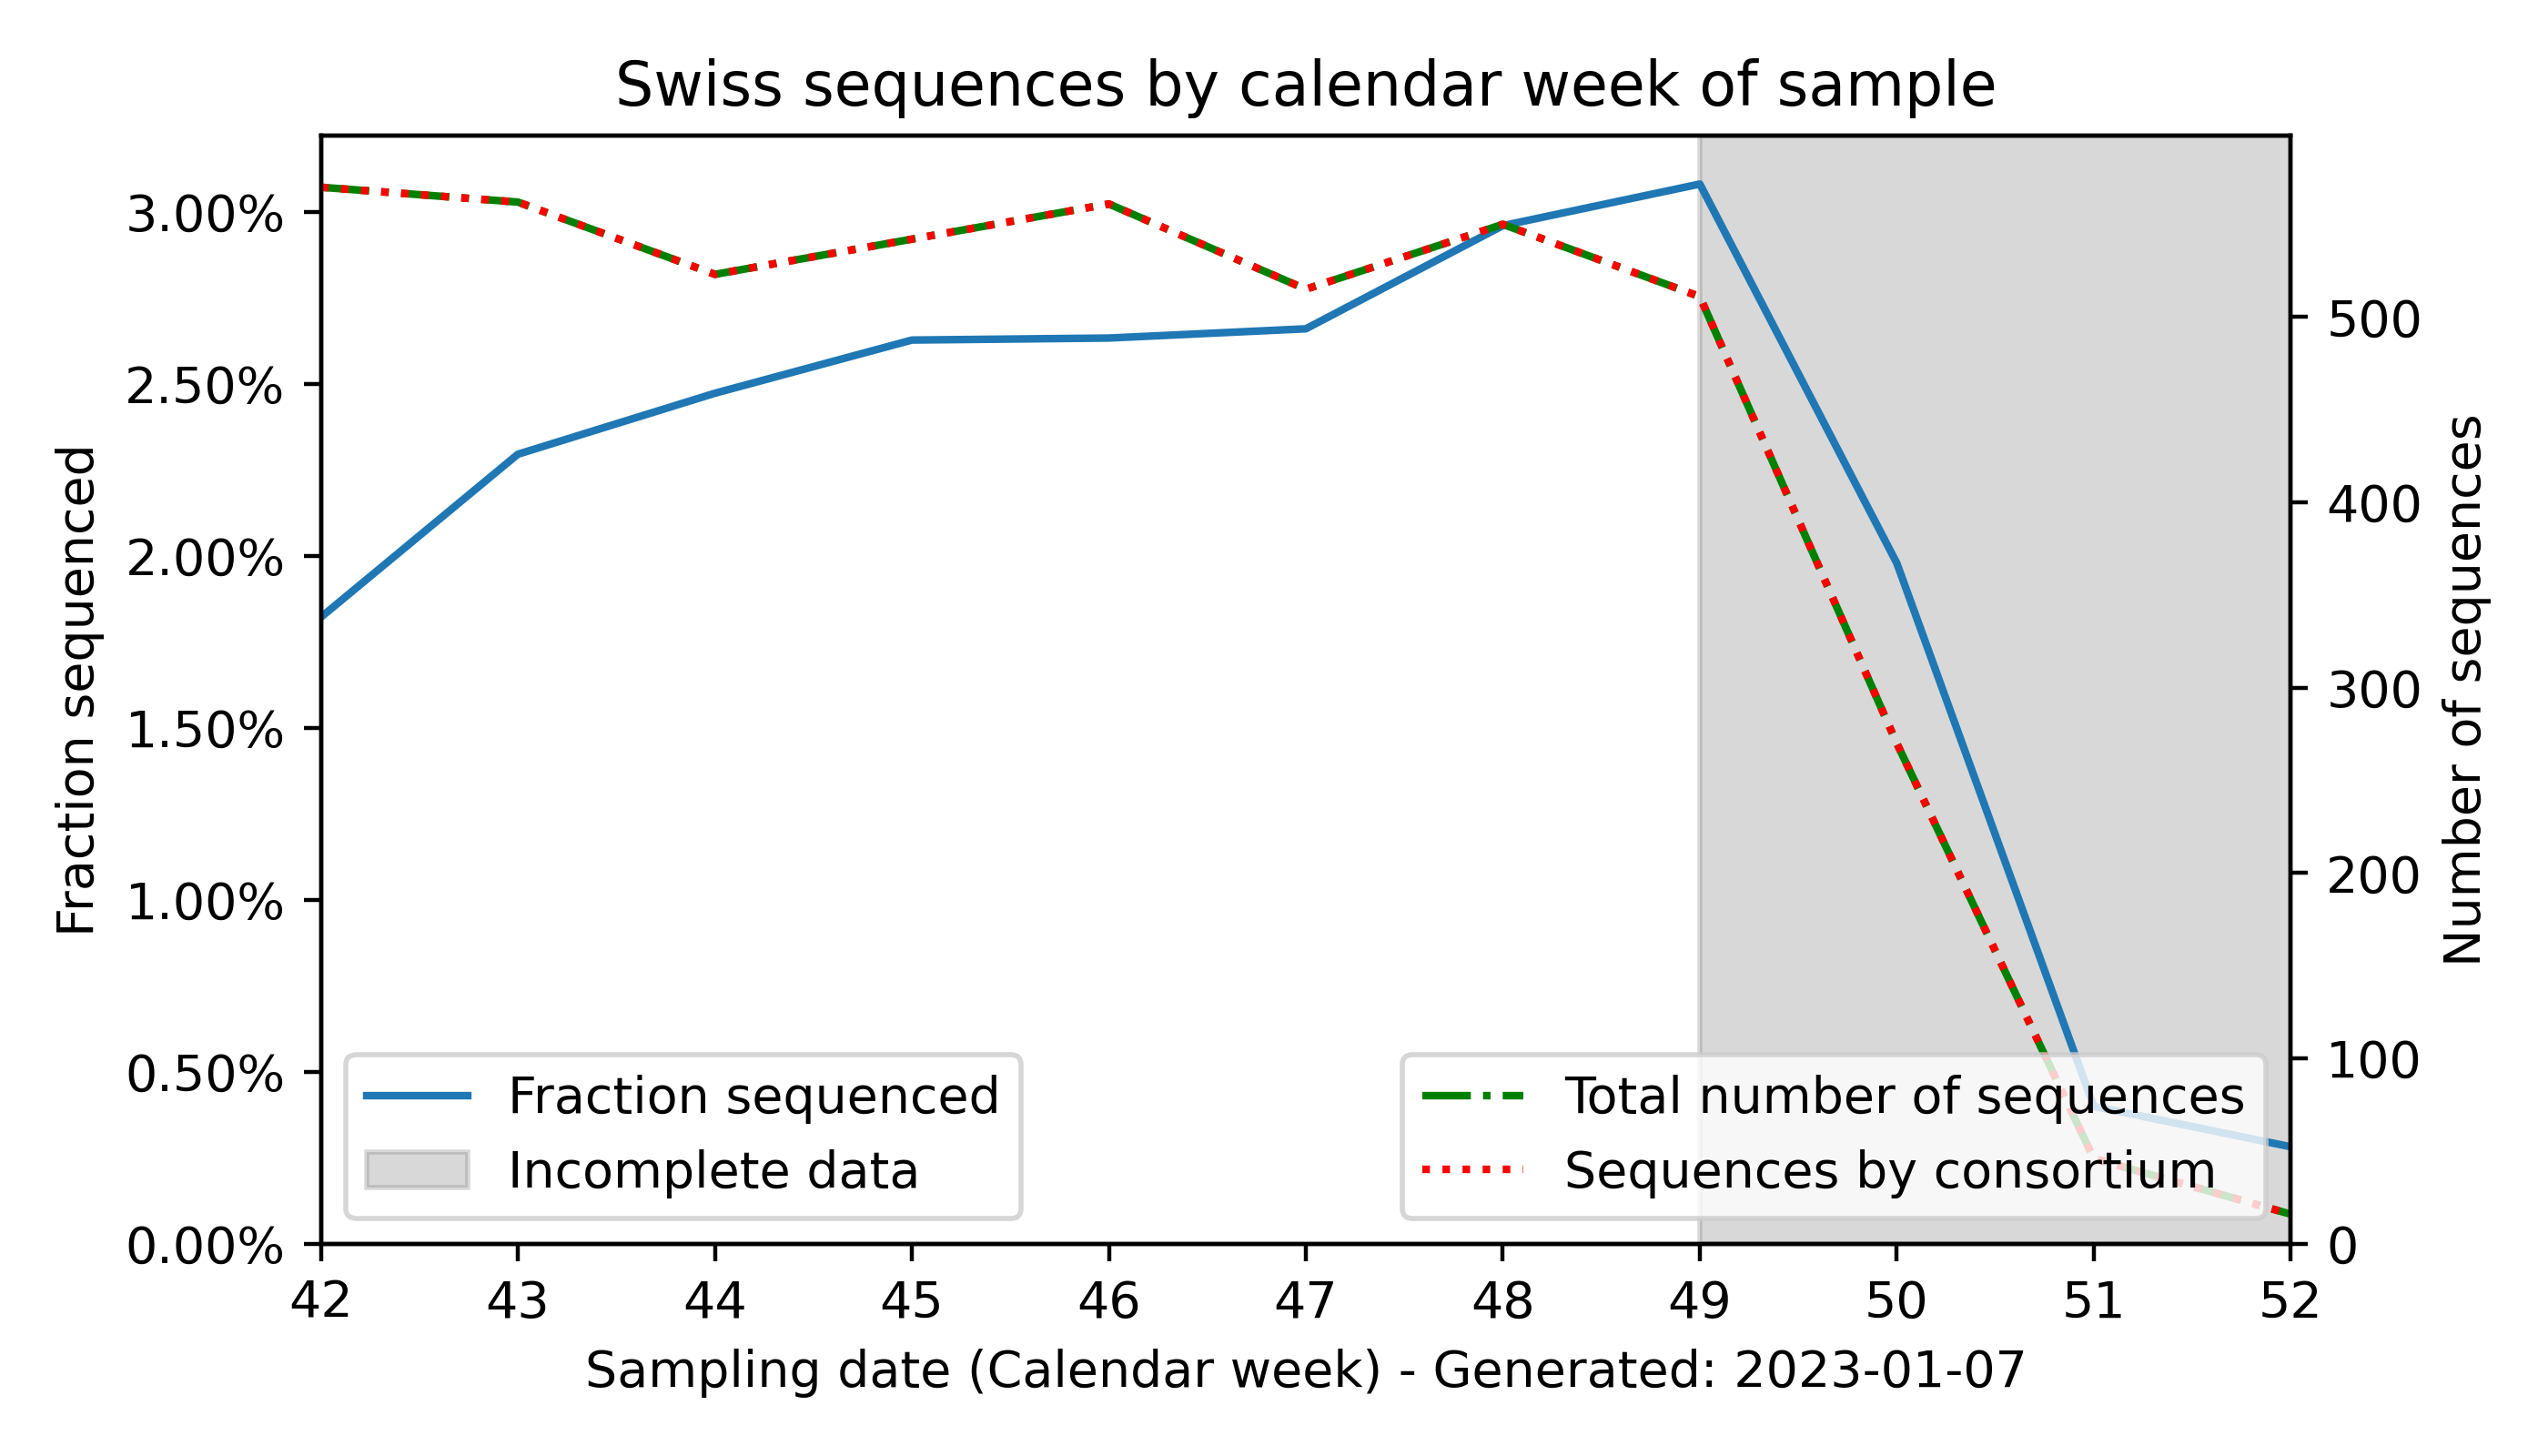 Swiss sequences by calendar week of sample
3.00%
2.50%
2.00%
1.50%
1.00%
0.50%
0.00%
Fraction sequenced
500
400
300
200
100
0
Number of sequences
Fraction sequenced
Incomplete data
Total number of sequences
Sequences by consortium
42 43 44 45 46 47 48 49 50 51 52
Sampling date (Calendar week) - Generated: 2023-01-07